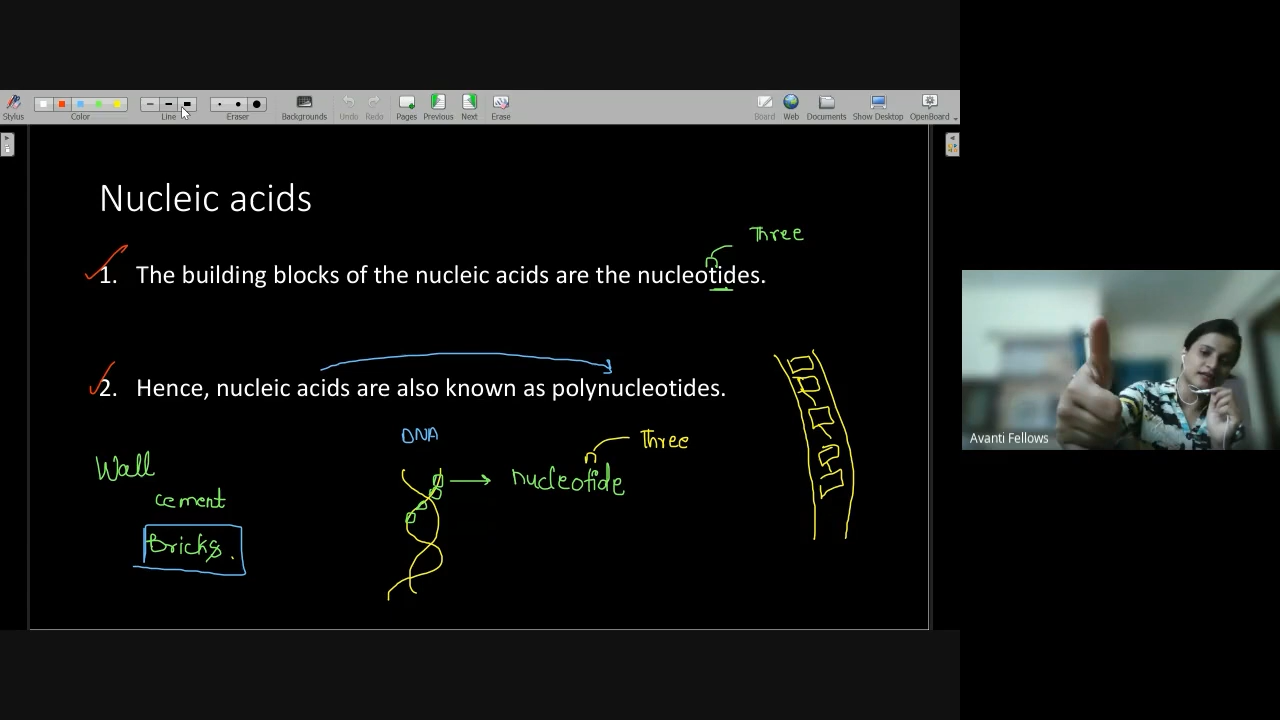 Stylus
Color
Line
Eraser
Backgrounds
Undo
Redo
Pages
Previous
Next
Erase
Board
Web
Documents
Show Desktop
OpenBoard
Nucleic acids
Three
1. The building blocks of the nucleic acids are the nucleotides.
2. Hence, nucleic acids are also known as polynucleotides.
DNA
Three
Wall
nucleotide
cement
Bricks.
Avanti Fellows